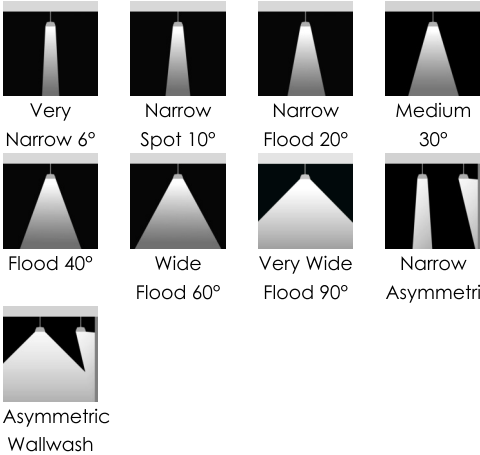 Very
Narrow 6°
Narrow
Spot 10°
Narrow
Flood 20°
Medium
30°
Flood 40°
Wide
Flood 60°
Very Wide
Flood 90°
Narrow
Asymmetri
Asymmetric
Wallwash